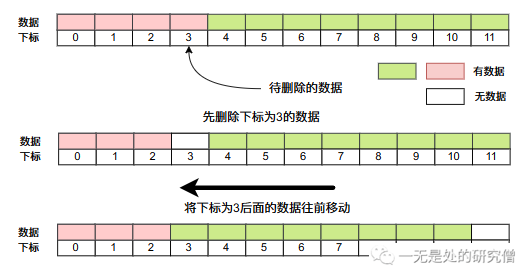 数据
下标 0 1 2 3 4 5 6 7 8 9 10 11
有数据
待删除的数据
无数据
先删除下标为3的数据
数据
下标 0 1 2 3 4 5 6 7 8 9 10 11
将下标为3后面的数据往前移动
数据
下标 0 1 2 3 4 5 6 7
一无是处的研究僧